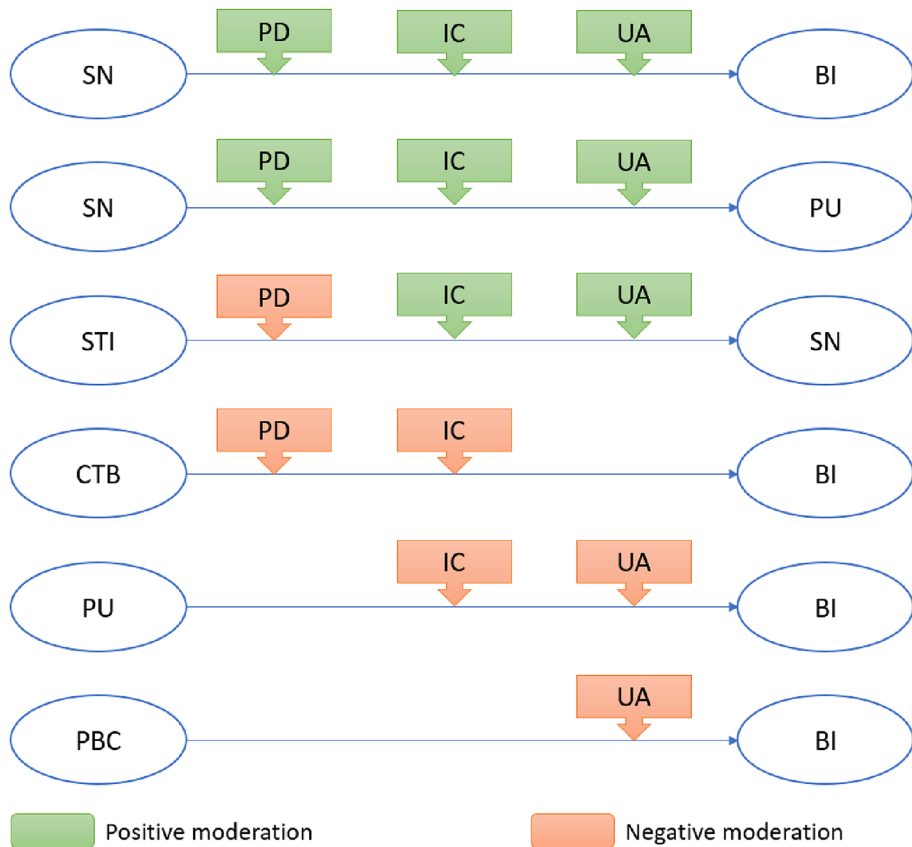 PD IC UA
SN BI
PD IC UA
SN PU
PD IC UA
STI SN
PD IC
CTB BI
IC UA
PU BI
UA
PBC BI
Positive moderation Negative moderation